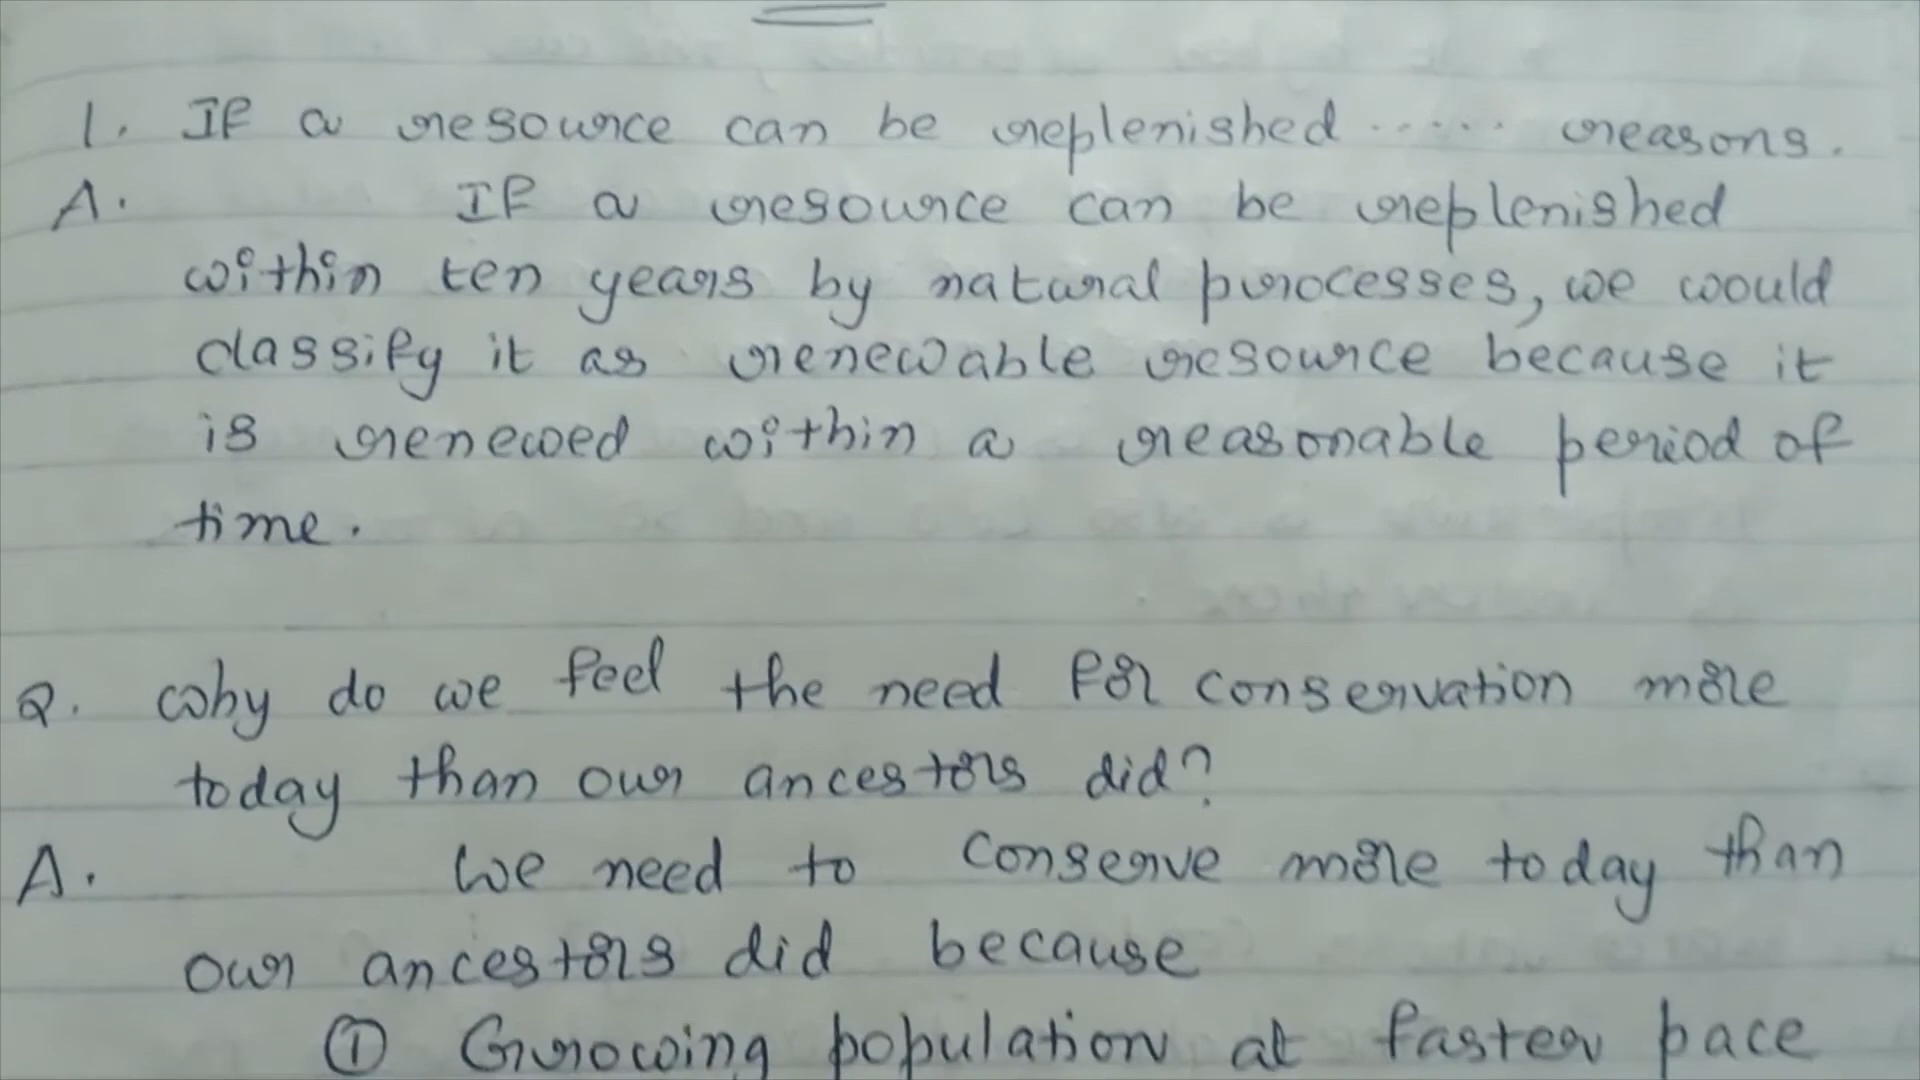 1. If a resource can be replenished ..... reasons.
A. If a resource can be replenished
within ten years by natural processes, we would
classify it as renewable resource because it
is renewed within a reasonable period of
time.
2. Why do we feel the need for conservation more
today than our ancestors did?
A. We need to conserve more today than
our ancestors did because
① Growing population at faster pace